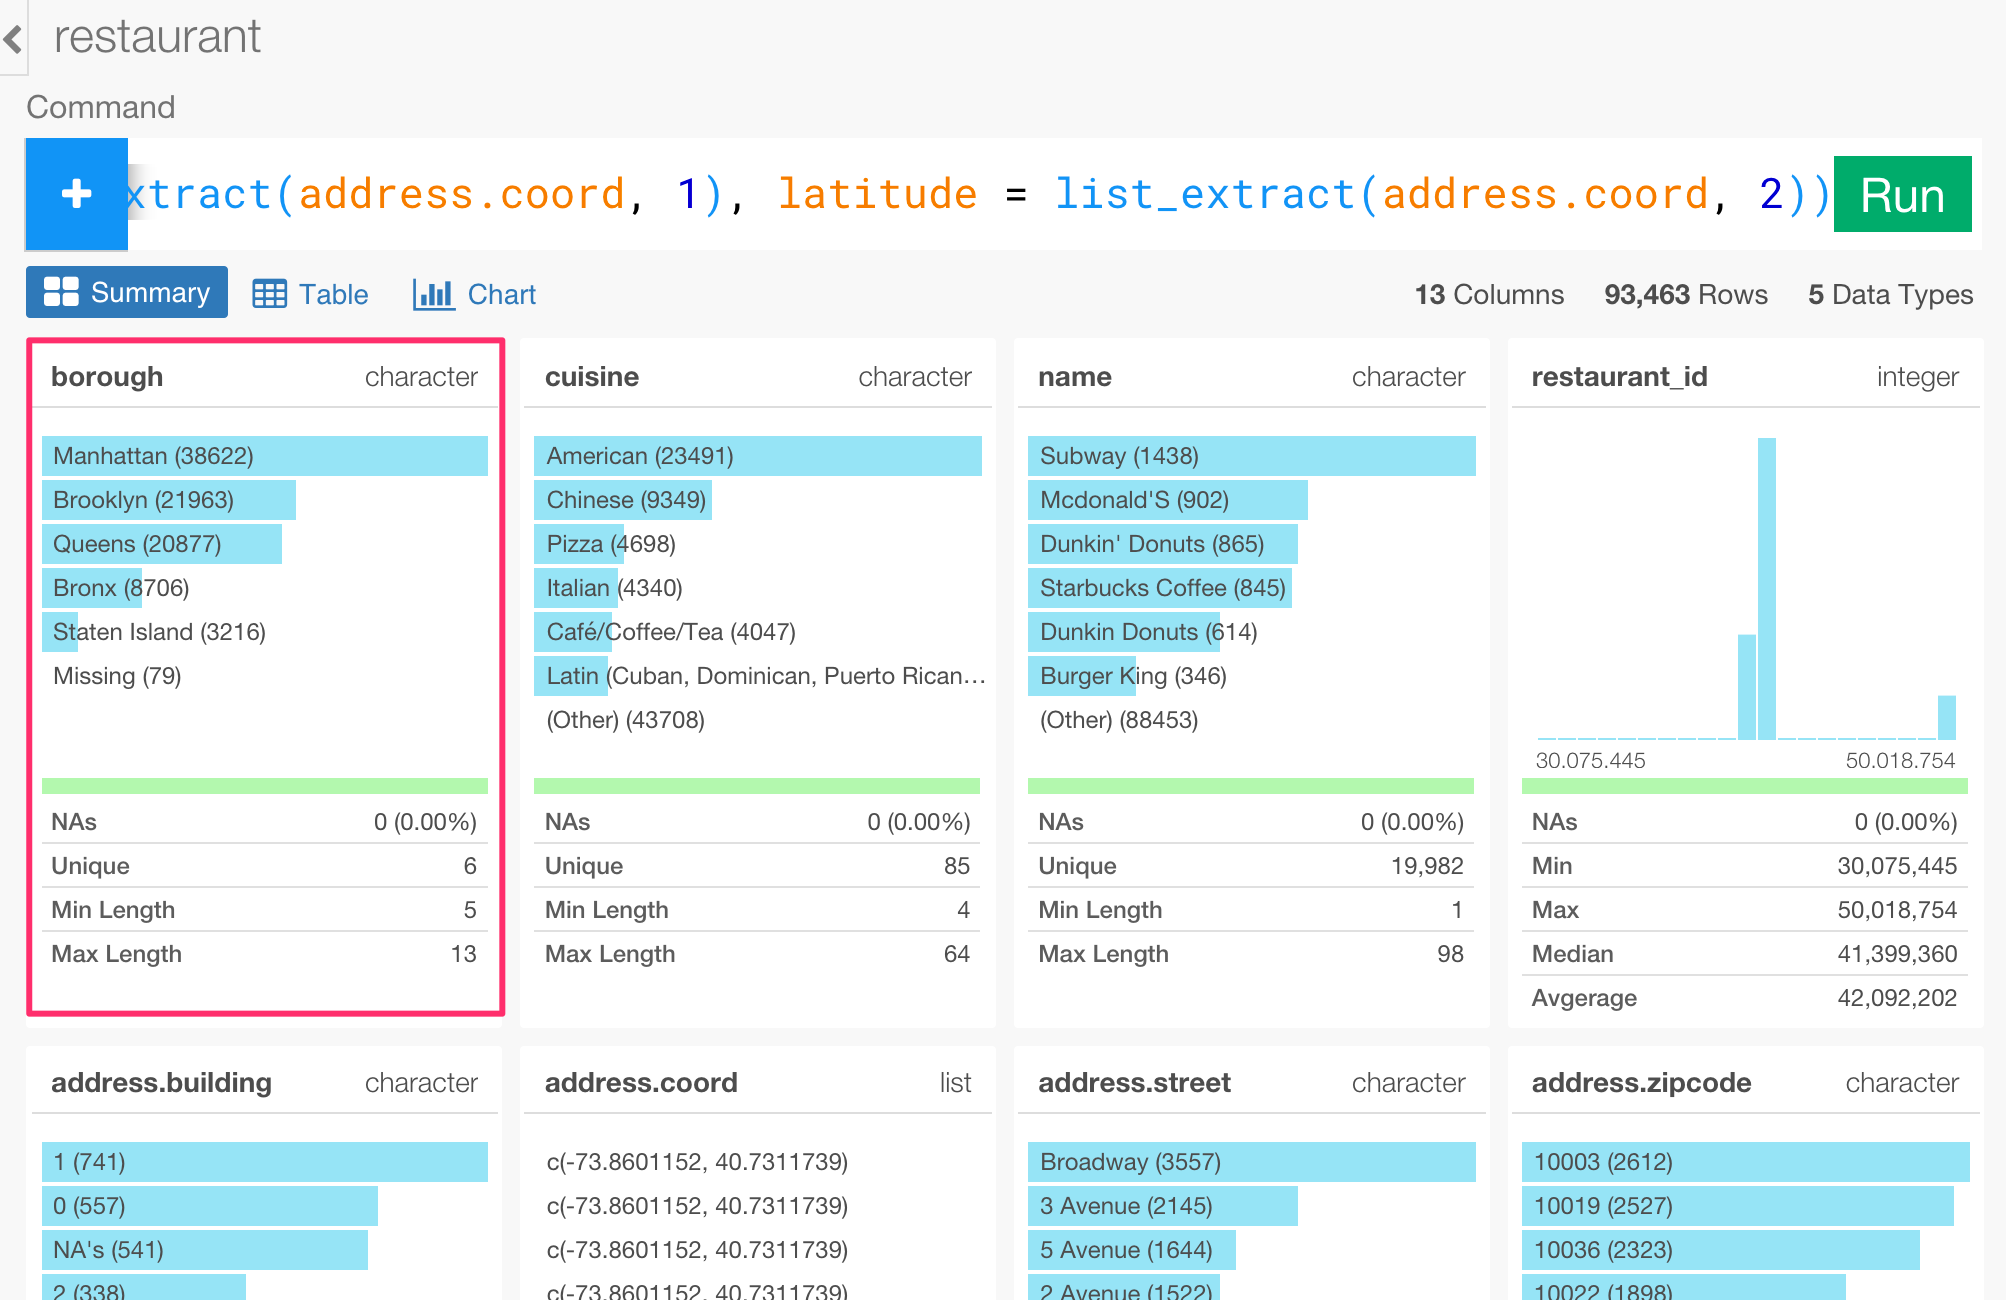 restaurant
Command
xtract(address.coord, 1), latitude = list_extract(address.coord, 2))
Run
Summary
Table
Chart
13 Columns
93,463 Rows
5 Data Types
borough
character
Manhattan (38622)
Brooklyn (21963)
Queens (20877)
Bronx (8706)
Staten Island (3216)
Missing (79)
NAs 0 (0.00%)
Unique 6
Min Length 5
Max Length 13
cuisine
character
American (23491)
Chinese (9349)
Pizza (4698)
Italian (4340)
Café/Coffee/Tea (4047)
Latin (Cuban, Dominican, Puerto Rican…
(Other) (43708)
NAs 0 (0.00%)
Unique 85
Min Length 4
Max Length 64
name
character
Subway (1438)
Mcdonald'S (902)
Dunkin' Donuts (865)
Starbucks Coffee (845)
Dunkin Donuts (614)
Burger King (346)
(Other) (88453)
NAs 0 (0.00%)
Unique 19,982
Min Length 1
Max Length 98
restaurant_id
integer
30.075.445 50.018.754
NAs 0 (0.00%)
Min 30,075,445
Max 50,018,754
Median 41,399,360
Avgerage 42,092,202
address.building
character
1 (741)
0 (557)
NA's (541)
2 (338)
address.coord
list
c(-73.8601152, 40.7311739)
c(-73.8601152, 40.7311739)
c(-73.8601152, 40.7311739)
c(-73.8601152, 40.7311739)
address.street
character
Broadway (3557)
3 Avenue (2145)
5 Avenue (1644)
2 Avenue (1522)
address.zipcode
character
10003 (2612)
10019 (2527)
10036 (2323)
10022 (1898)